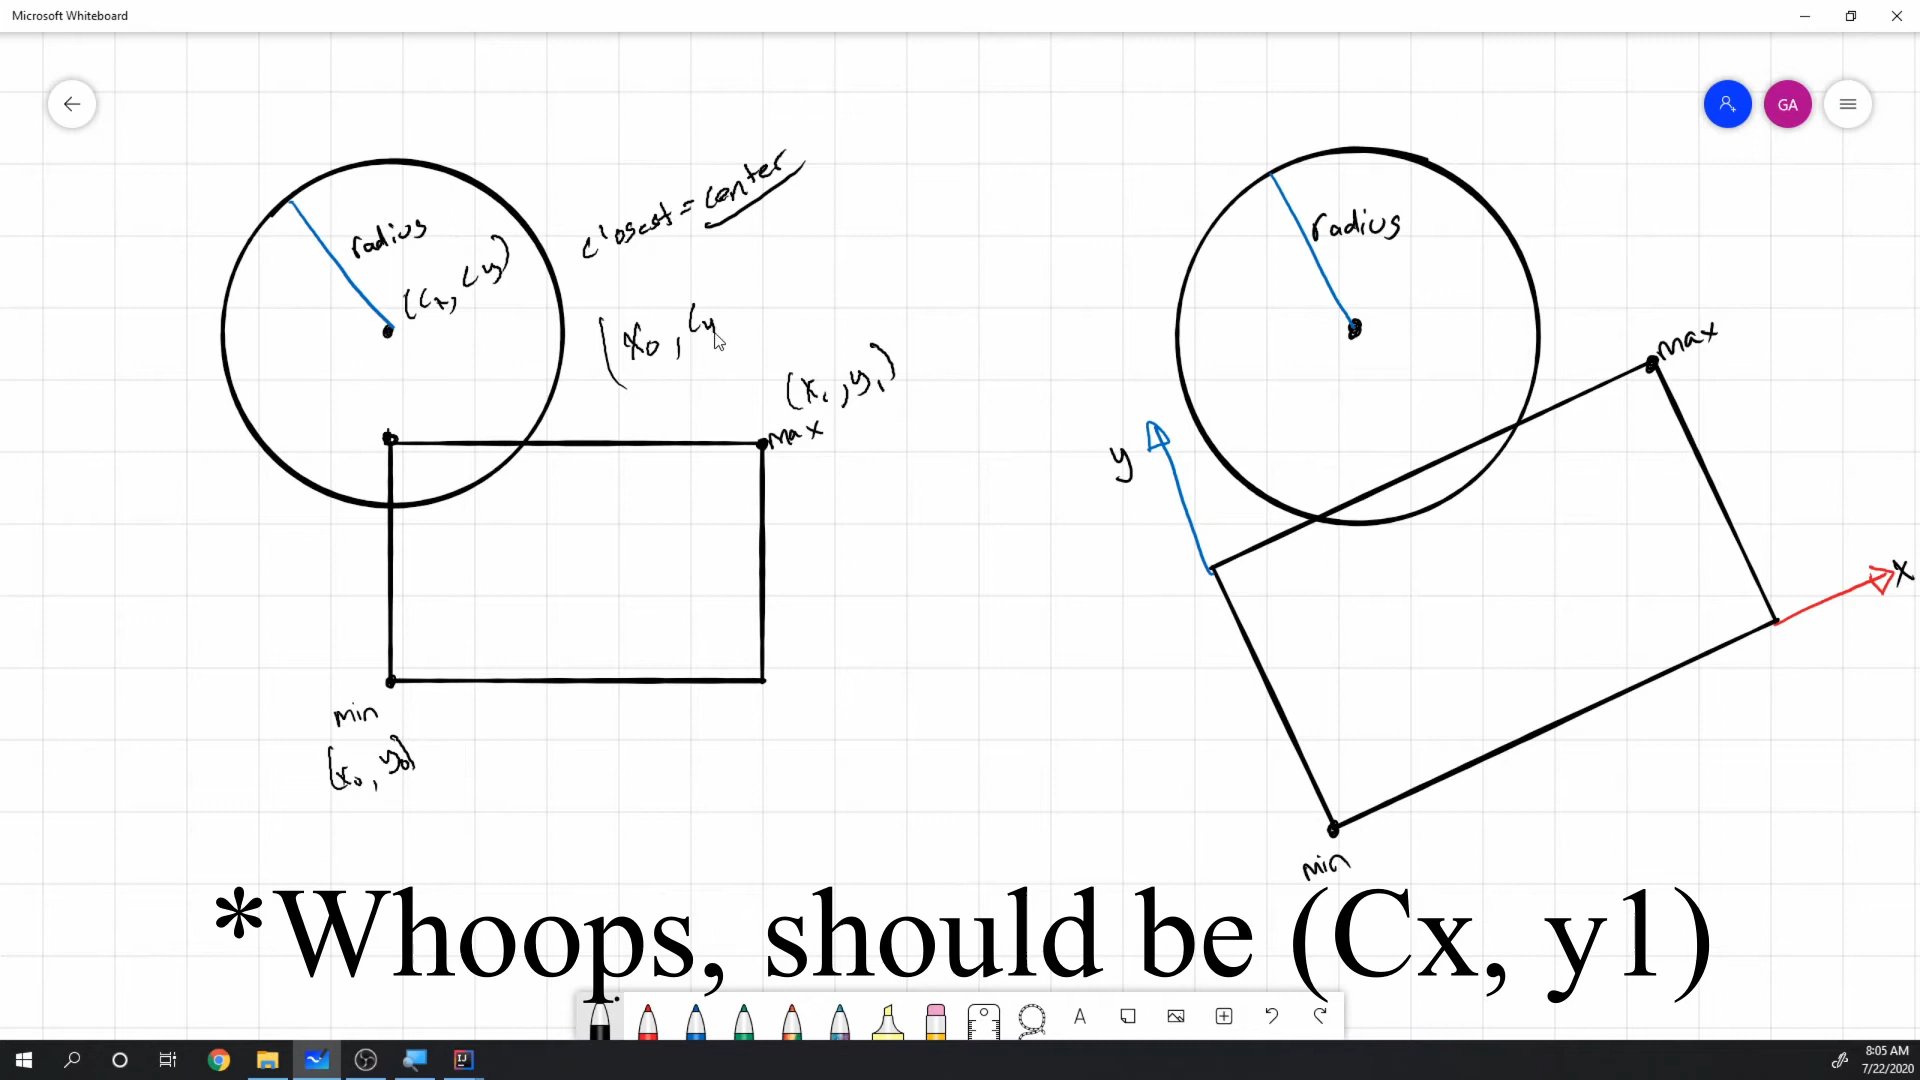 Microsoft Whiteboard
GA
radius
(Cx, Cy)
closest = center
(x0, Cy
(x1, y1)
max
min
(x0, y0)
radius
max
y
x
min
*Whoops, should be (Cx, y1)
A
8:05 AM
7/22/2020